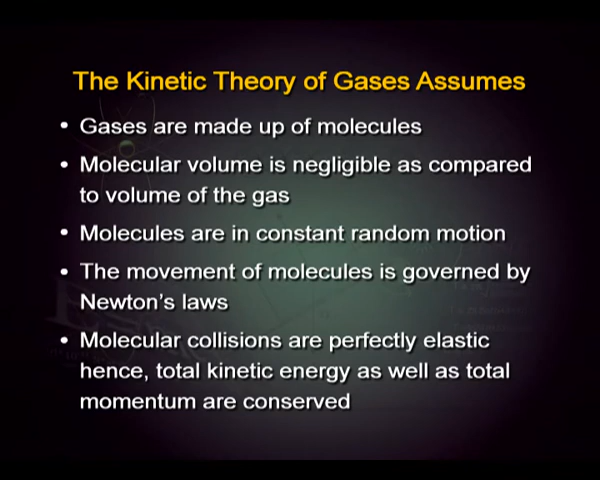 The Kinetic Theory of Gases Assumes
• Gases are made up of molecules
• Molecular volume is negligible as compared
to volume of the gas
• Molecules are in constant random motion
• The movement of molecules is governed by
Newton's laws
• Molecular collisions are perfectly elastic
hence, total kinetic energy as well as total
momentum are conserved